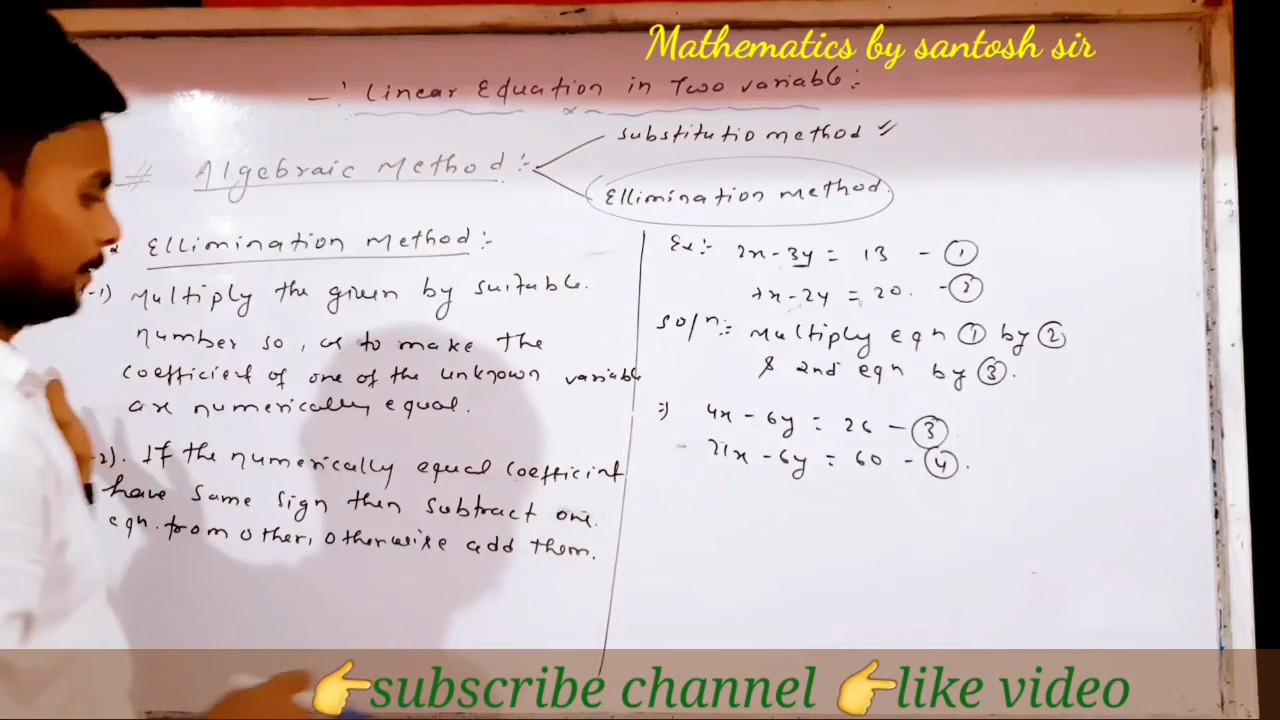 Mathematics by santosh sir
Linear Equation in Two variable:-
substitutio method
# Algebraic Method:-
Ellimination method.
Ellimination method:-
1) Multiply the given by suitable.
number so, as to make the
coefficient of one of the unknown variable
are numerically equal.
2). If the numerically equal coefficient
have same sign then subtract one.
eqn. from other, otherwise add them.
Ex:- 2x-3y = 13 - ①
7x-2y = 20. - ②
so/n:- Multiply eqn ① by ②
& 2nd eqn by ③.
=) 4x - 6y = 26 - ③
- 21x - 6y = 60 - ④.
👉subscribe channel 👉like video